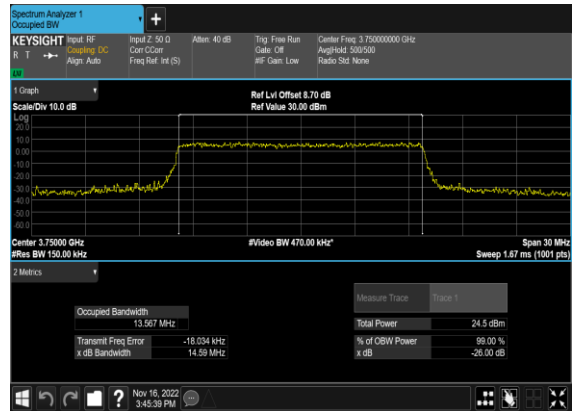 Spectrum Analyzer 1
Occupied BW
+
KEYSIGHT Input: RF Input Z: 50 Ω Atten: 40 dB Trig: Free Run Center Freq: 3.750000000 GHz
R T Coupling: DC Corr CCorr Gate: Off Avg|Hold: 500/500
Align: Auto Freq Ref: Int (S) #IF Gain: Low Radio Std: None
1 Graph
Ref Lvl Offset 8.70 dB
Scale/Div 10.0 dB Ref Value 30.00 dBm
Log
20.0
10.0
0.00
-10.0
-20.0
-30.0
-40.0
-50.0
-60.0
Center 3.75000 GHz #Video BW 470.00 kHz* Span 30 MHz
#Res BW 150.00 kHz Sweep 1.67 ms (1001 pts)
2 Metrics
Measure Trace Trace 1
Occupied Bandwidth
13.567 MHz
Total Power 24.5 dBm
Transmit Freq Error -18.034 kHz % of OBW Power 99.00 %
x dB Bandwidth 14.59 MHz x dB -26.00 dB
? Nov 16, 2022
3:45:39 PM